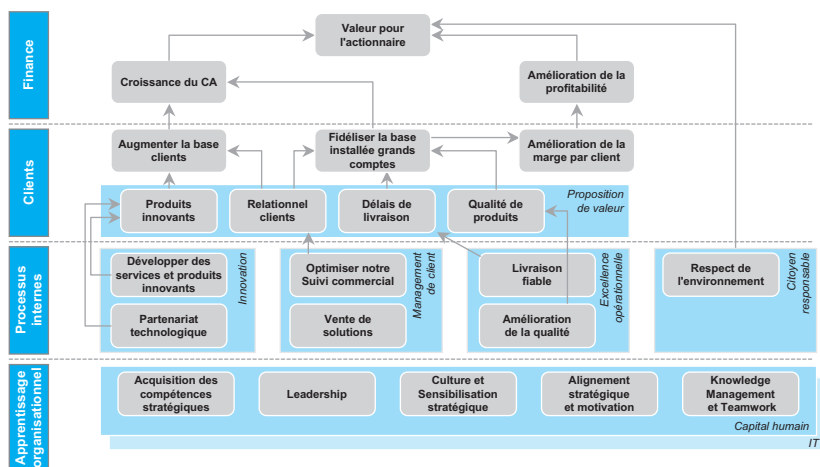 Finance
Valeur pour
l'actionnaire
Croissance du CA
Amélioration de la
profitabilité
Clients
Augmenter la base
clients
Fidéliser la base
installée grands
comptes
Amélioration de la
marge par client
Produits
innovants
Relationnel
clients
Délais de
livraison
Qualité de
produits
Proposition
de valeur
Processus
internes
Développer des
services et produits
innovants
Partenariat
technologique
Innovation
Optimiser notre
Suivi commercial
Vente de
solutions
Management
de client
Livraison
fiable
Amélioration
de la qualité
Excellence
opérationnelle
Respect de
l'environnement
Citoyen
responsable
Apprentissage
organisationnel
Acquisition des
compétences
stratégiques
Leadership
Culture et
Sensibilisation
stratégique
Alignement
stratégique
et motivation
Knowledge
Management
et Teamwork
Capital humain
IT